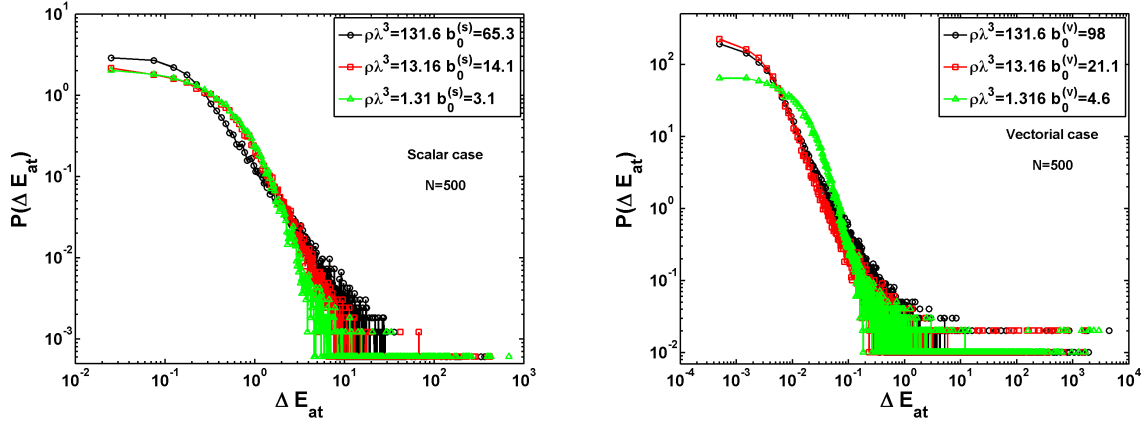 ρλ³=131.6 b₀⁽ˢ⁾=65.3
ρλ³=13.16 b₀⁽ˢ⁾=14.1
ρλ³=1.31 b₀⁽ˢ⁾=3.1
Scalar case
N=500
P(Δ E_at)
10¹
10⁰
10⁻¹
10⁻²
10⁻³
10⁻² 10⁻¹ 10⁰ 10¹ 10² 10³
Δ E_at
ρλ³=131.6 b₀⁽ᵛ⁾=98
ρλ³=13.16 b₀⁽ᵛ⁾=21.1
ρλ³=1.316 b₀⁽ᵛ⁾=4.6
Vectorial case
N=500
P(Δ E_at)
10²
10¹
10⁰
10⁻¹
10⁻²
10⁻⁴ 10⁻³ 10⁻² 10⁻¹ 10⁰ 10¹ 10² 10³ 10⁴
Δ E_at